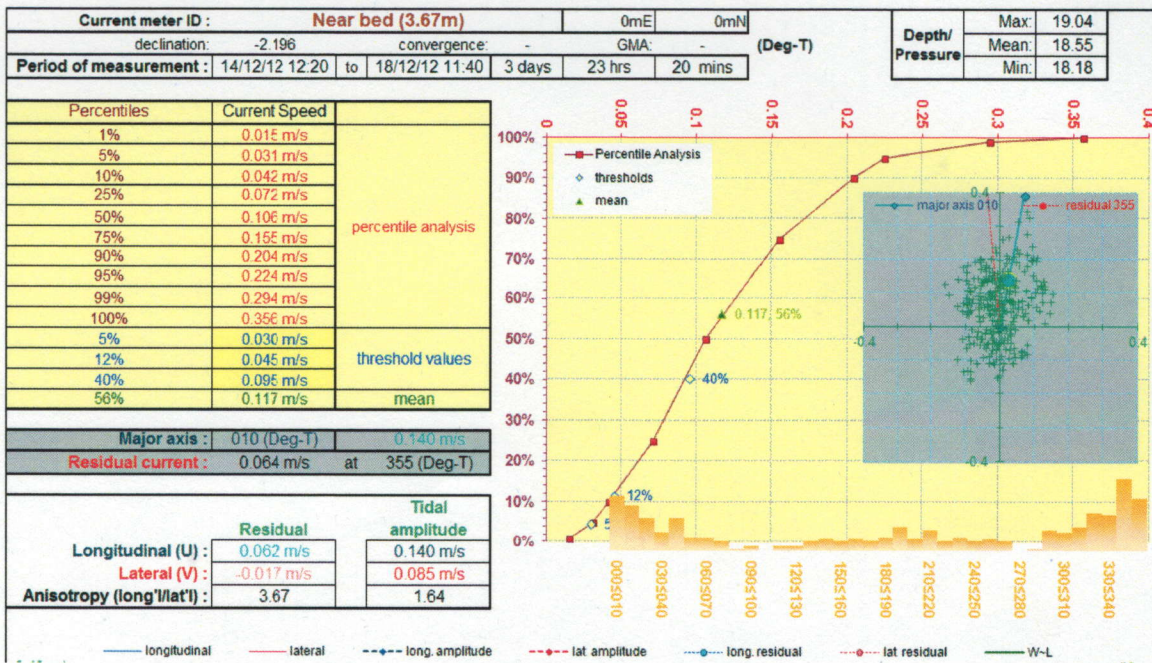 Current meter ID : Near bed (3.67m) 0mE 0mN
declination: -2.196 convergence: - GMA: - (Deg-T)
Period of measurement : 14/12/12 12:20 to 18/12/12 11:40 3 days 23 hrs 20 mins
Depth/ Pressure
Max: 19.04
Mean: 18.55
Min: 18.18
Percentiles Current Speed
1% 0.015 m/s
5% 0.031 m/s
10% 0.042 m/s
25% 0.072 m/s
50% 0.106 m/s
75% 0.155 m/s
90% 0.204 m/s
95% 0.224 m/s
99% 0.294 m/s
100% 0.356 m/s
percentile analysis
5% 0.030 m/s
12% 0.045 m/s
40% 0.095 m/s
threshold values
56% 0.117 m/s mean
Major axis : 010 (Deg-T) 0.140 m/s
Residual current : 0.064 m/s at 355 (Deg-T)
Residual Tidal amplitude
Longitudinal (U) : 0.062 m/s 0.140 m/s
Lateral (V) : -0.017 m/s 0.085 m/s
Anisotropy (long'l/lat'l) : 3.67 1.64
0 0.05 0.1 0.15 0.2 0.25 0.3 0.35 0.4
100%
90%
80%
70%
60%
50%
40%
30%
20%
10%
0%
Percentile Analysis
thresholds
mean
0.117, 56%
40%
12%
5
0.4
major axis 010 residual 355
-0.4 0.4
-0.4
000≤010 030≤040 060≤070 090≤100 120≤130 150≤160 180≤190 210≤220 240≤250 270≤280 300≤310 330≤340
longitudinal lateral long. amplitude lat amplitude long. residual lat residual W~L